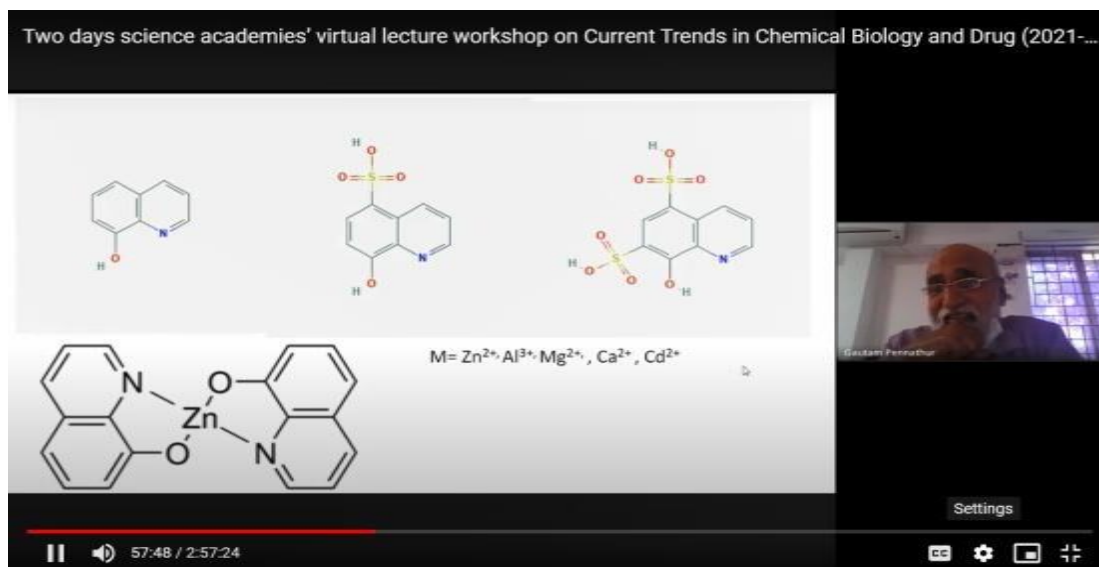 Two days science academies' virtual lecture workshop on Current Trends in Chemical Biology and Drug (2021-...
H
O
O=S=O
N
O
H
H
O
O=S=O
O
S
H O
O
N
O
H
N
O
H
M= Zn²⁺, Al³⁺, Mg²⁺, , Ca²⁺ , Cd²⁺
Gautam Pennathur
N
O
Zn
O
N
Settings
57:48 / 2:57:24
CC